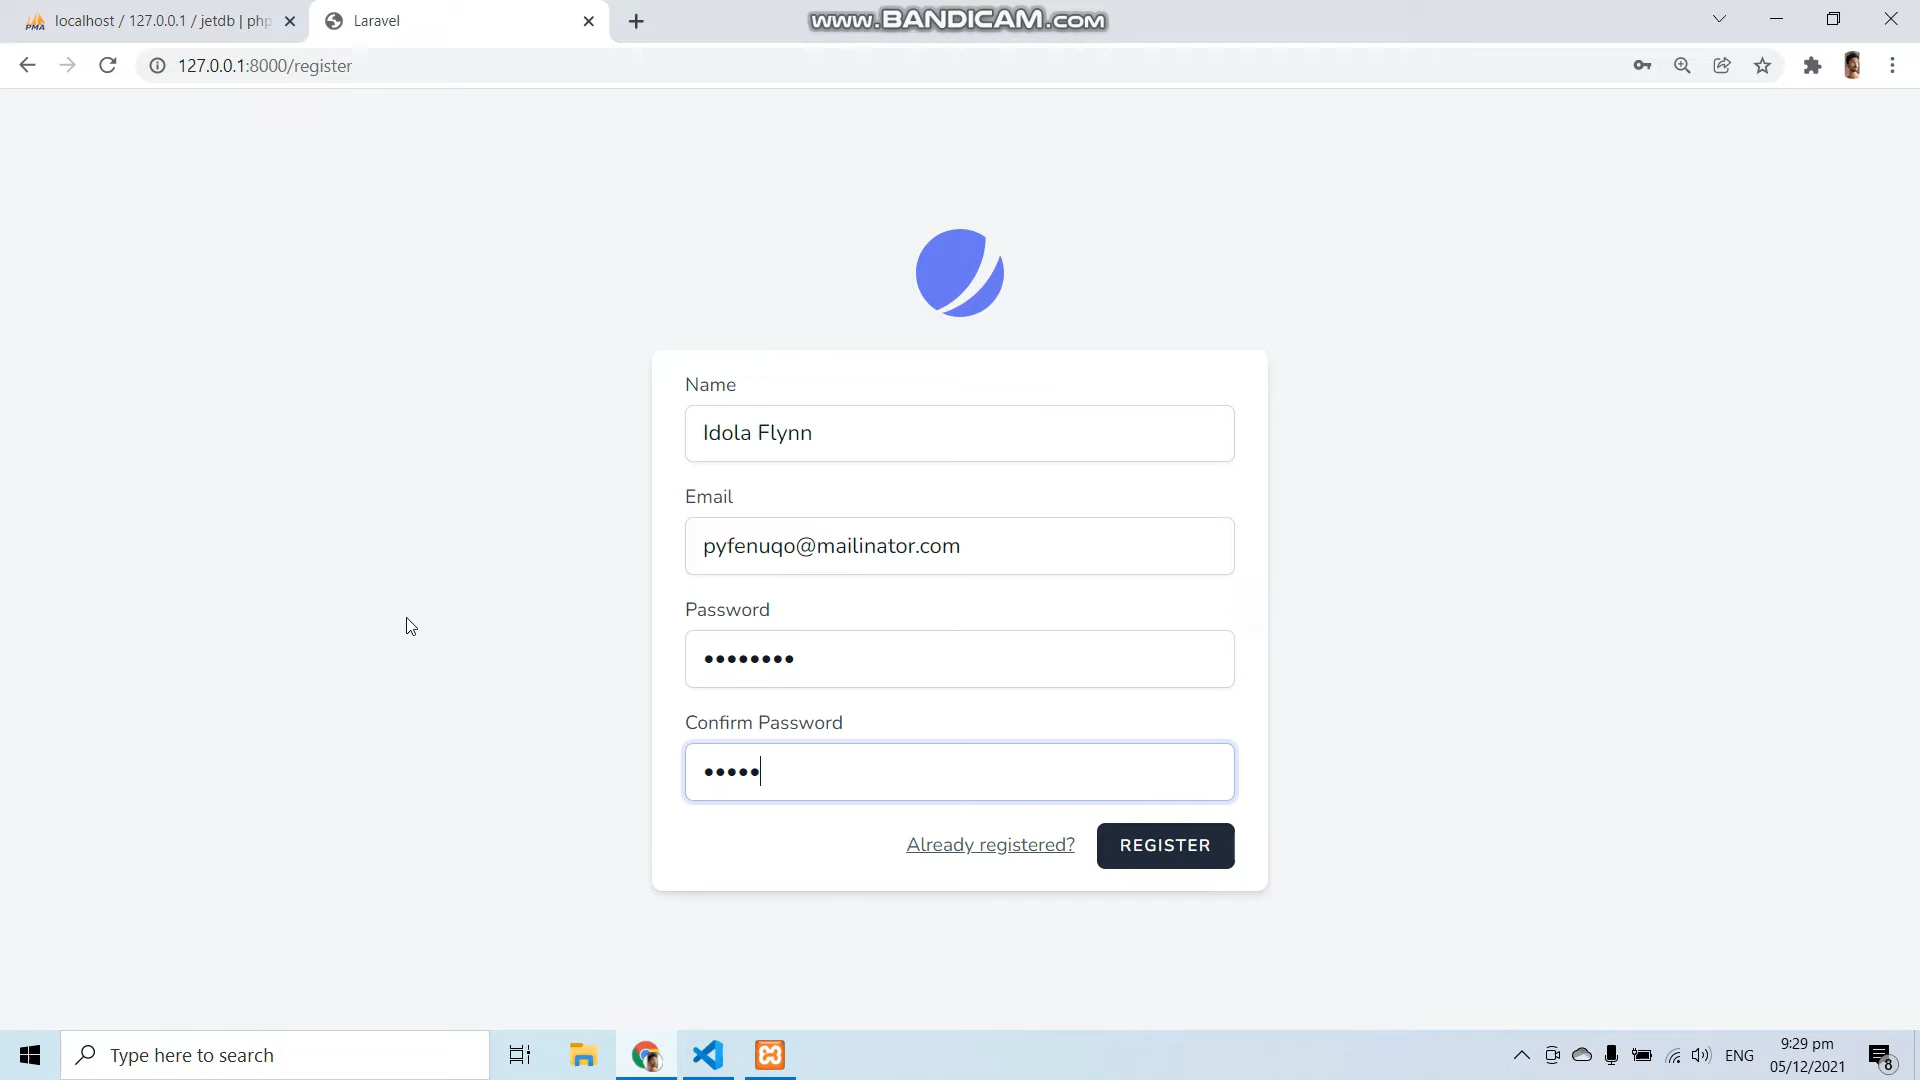 localhost / 127.0.0.1 / jetdb | php
Laravel
www.BANDICAM.com
127.0.0.1:8000/register
Name
Idola Flynn
Email
pyfenuqo@mailinator.com
Password
••••••••
Confirm Password
•••••
Already registered?
REGISTER
Type here to search
ENG
9:29 pm
05/12/2021
8